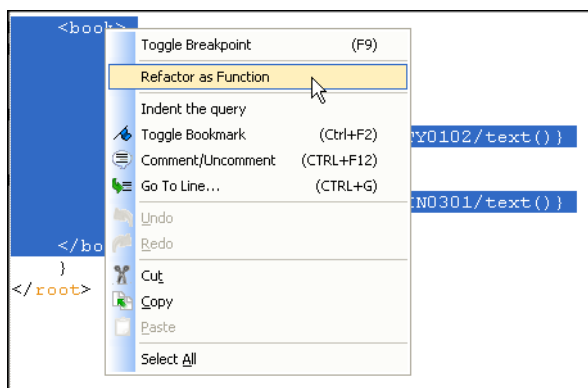 <book>
Toggle Breakpoint (F9)
Refactor as Function
Indent the query
Toggle Bookmark (Ctrl+F2)
Y0102/text()}
Comment/Uncomment (CTRL+F12)
Go To Line... (CTRL+G)
N0301/text()}
Undo
</bo
Redo
}
Cut
</root>
Copy
Paste
Select All